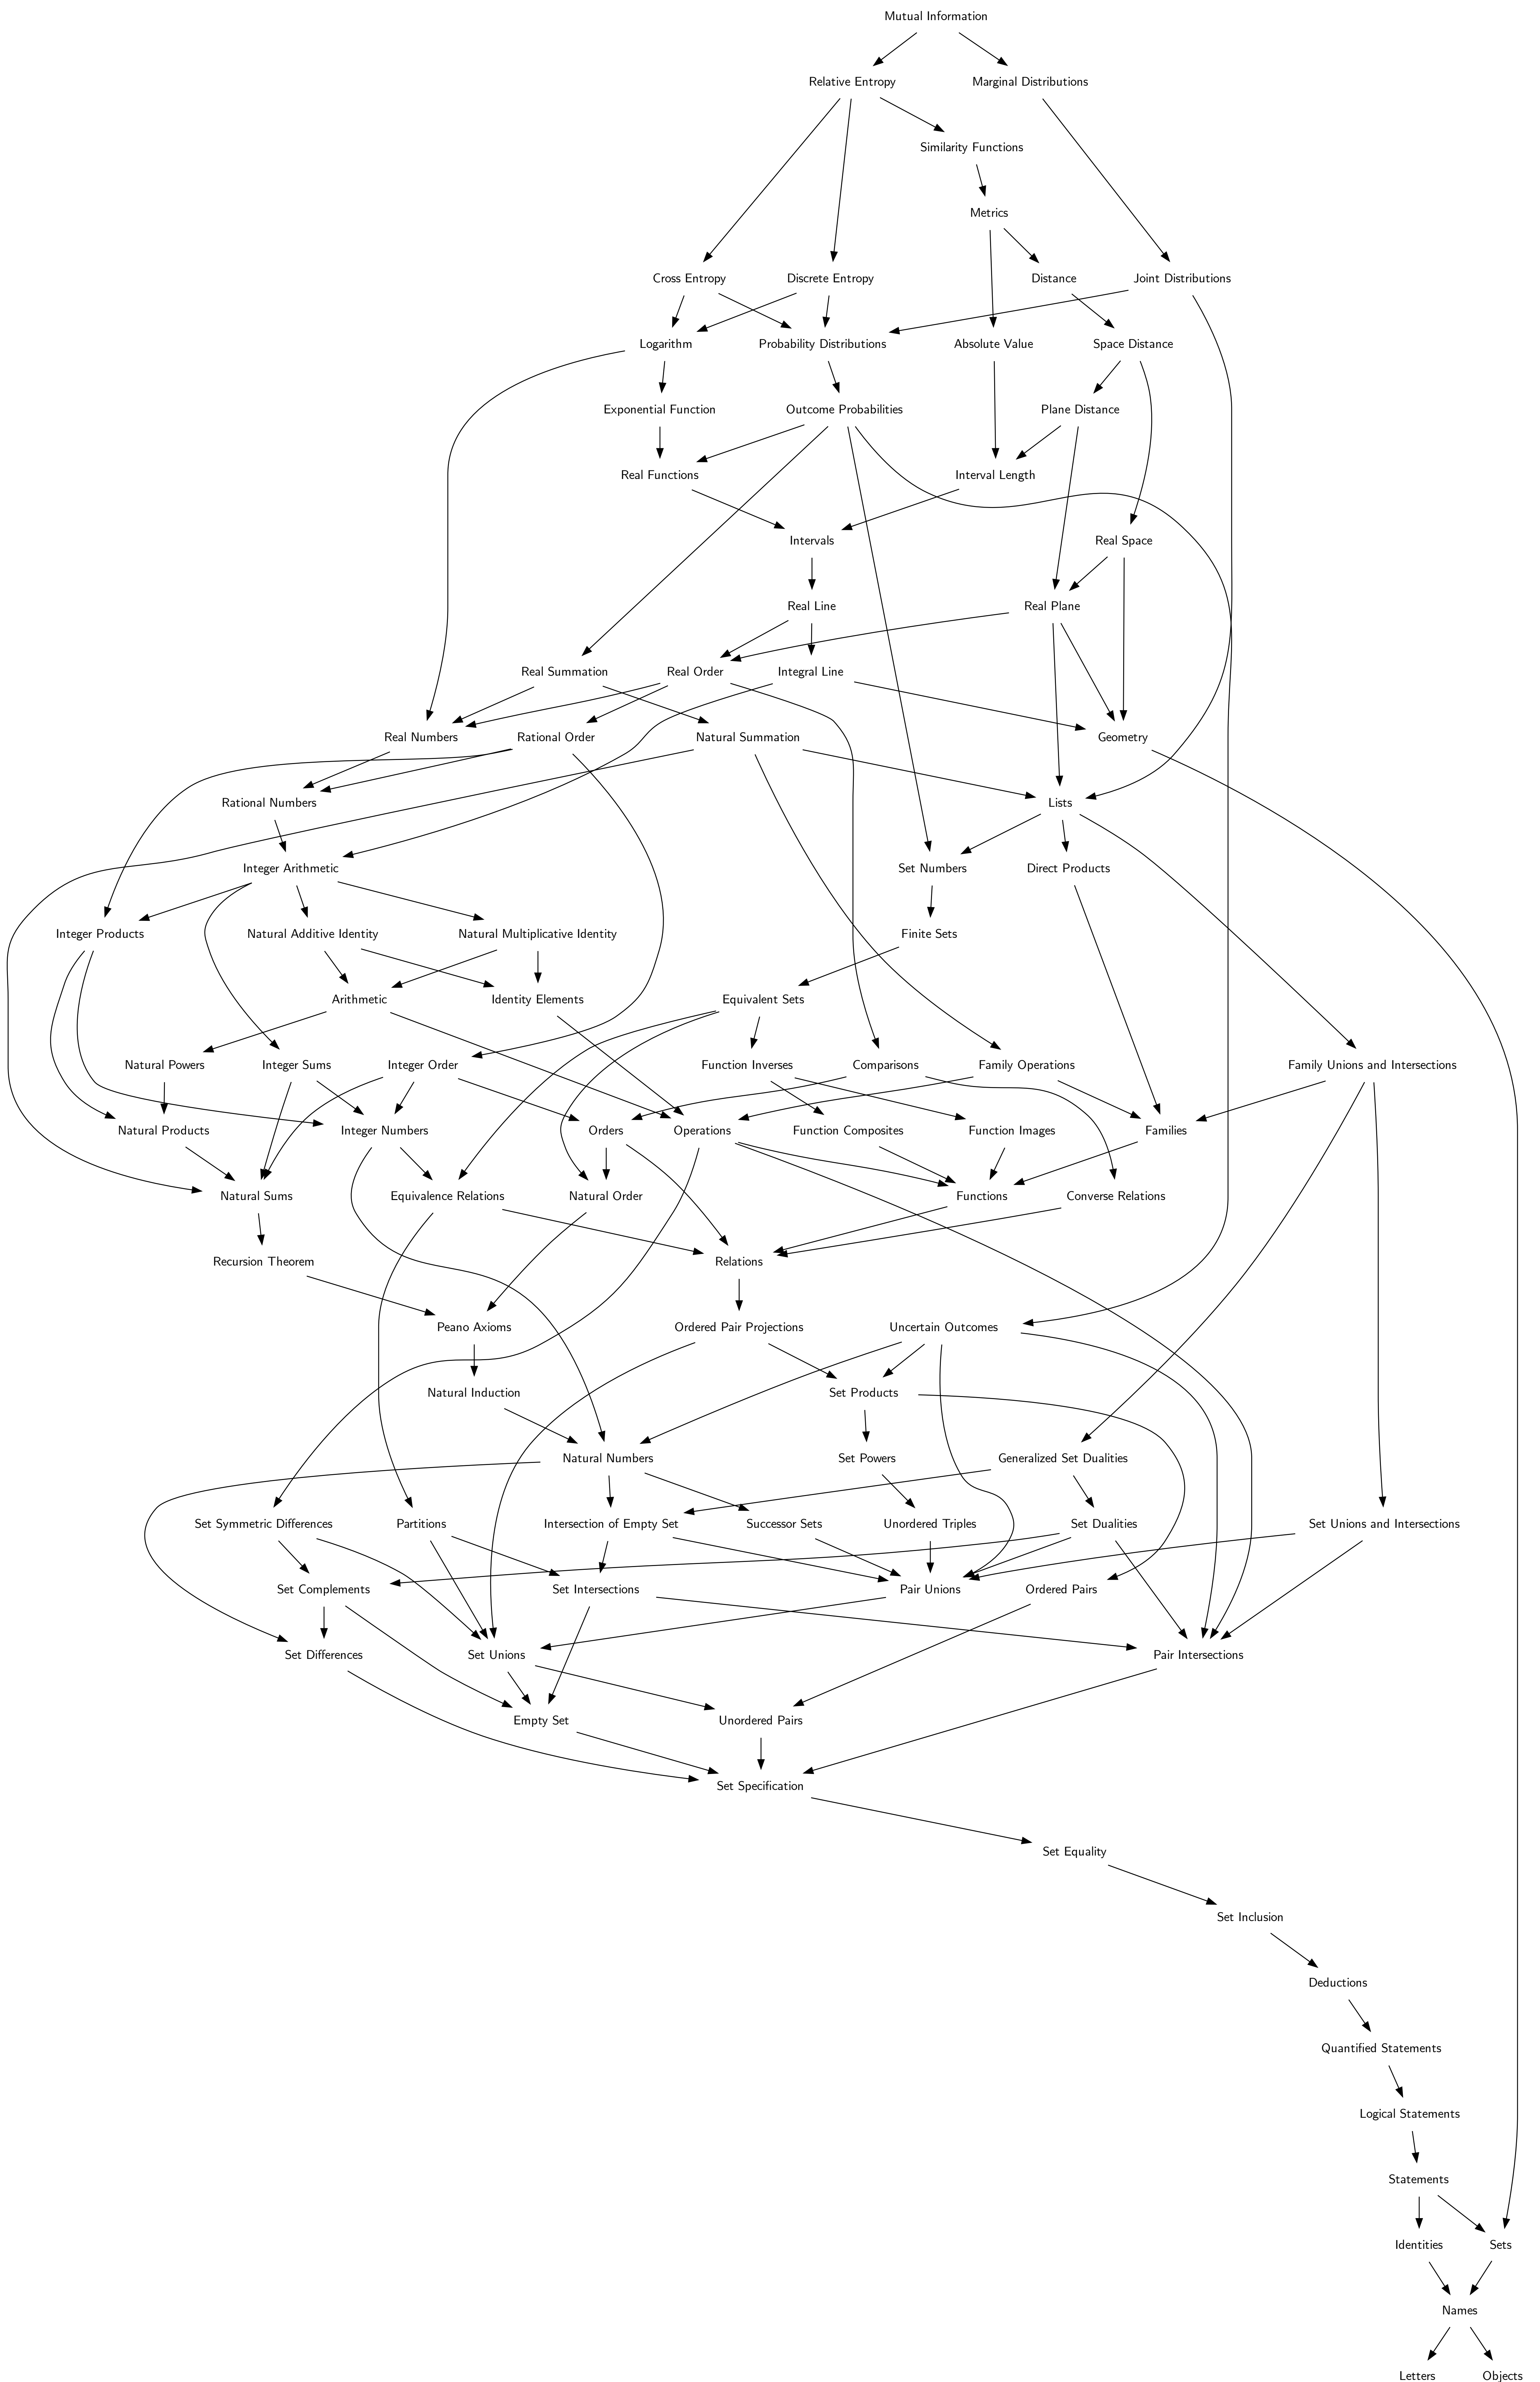 Mutual Information
Relative Entropy
Marginal Distributions
Similarity Functions
Metrics
Cross Entropy
Discrete Entropy
Distance
Joint Distributions
Logarithm
Probability Distributions
Absolute Value
Space Distance
Exponential Function
Outcome Probabilities
Plane Distance
Real Functions
Interval Length
Intervals
Real Space
Real Line
Real Plane
Real Summation
Real Order
Integral Line
Real Numbers
Rational Order
Natural Summation
Geometry
Rational Numbers
Lists
Integer Arithmetic
Set Numbers
Direct Products
Integer Products
Natural Additive Identity
Natural Multiplicative Identity
Finite Sets
Arithmetic
Identity Elements
Equivalent Sets
Natural Powers
Integer Sums
Integer Order
Function Inverses
Comparisons
Family Operations
Family Unions and Intersections
Natural Products
Integer Numbers
Orders
Operations
Function Composites
Function Images
Families
Natural Sums
Equivalence Relations
Natural Order
Functions
Converse Relations
Recursion Theorem
Relations
Peano Axioms
Ordered Pair Projections
Uncertain Outcomes
Natural Induction
Set Products
Natural Numbers
Set Powers
Generalized Set Dualities
Set Symmetric Differences
Partitions
Intersection of Empty Set
Successor Sets
Unordered Triples
Set Dualities
Set Unions and Intersections
Set Complements
Set Intersections
Pair Unions
Ordered Pairs
Set Differences
Set Unions
Pair Intersections
Empty Set
Unordered Pairs
Set Specification
Set Equality
Set Inclusion
Deductions
Quantified Statements
Logical Statements
Statements
Identities
Sets
Names
Letters
Objects